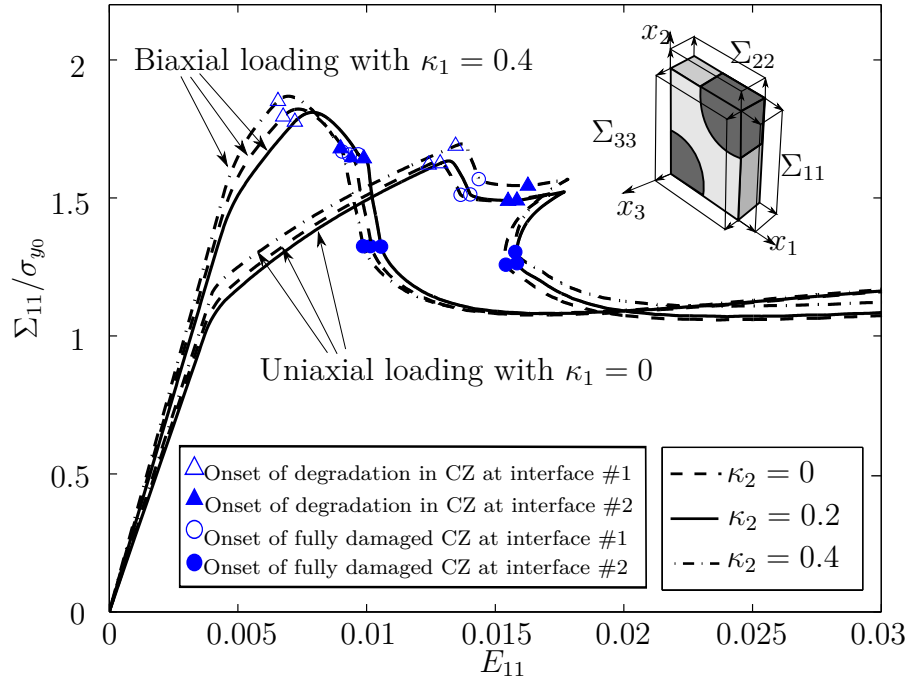 Biaxial loading with κ₁ = 0.4
x₂
Σ₂₂
Σ₃₃
Σ₁₁
x₃
x₁
Uniaxial loading with κ₁ = 0
Onset of degradation in CZ at interface #1
Onset of degradation in CZ at interface #2
Onset of fully damaged CZ at interface #1
Onset of fully damaged CZ at interface #2
κ₂ = 0
κ₂ = 0.2
κ₂ = 0.4
Σ₁₁/σ_{y0}
2
1.5
1
0.5
0
0
0.005
0.01
0.015
0.02
0.025
0.03
E₁₁